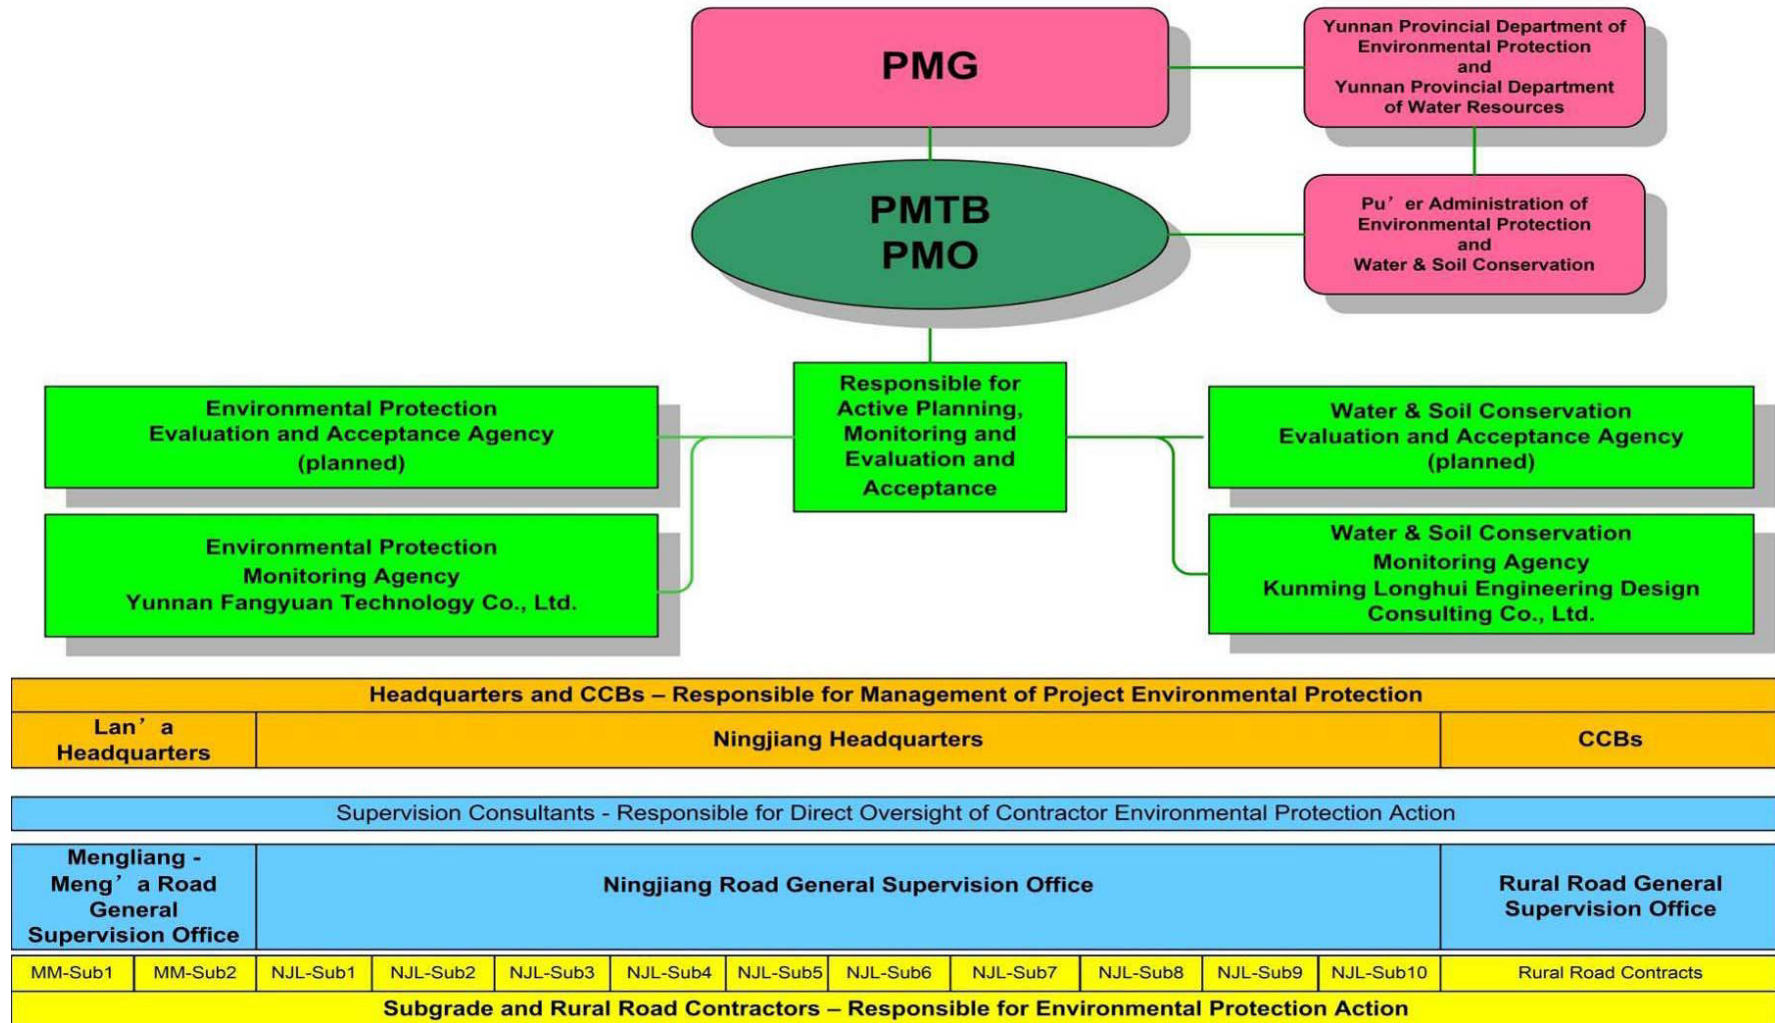 PMG
Yunnan Provincial Department of
Environmental Protection
and
Yunnan Provincial Department
of Water Resources
PMTB
PMO
Pu’er Administration of
Environmental Protection
and
Water & Soil Conservation
Environmental Protection
Evaluation and Acceptance Agency
(planned)
Responsible for
Active Planning,
Monitoring and
Evaluation and
Acceptance
Water & Soil Conservation
Evaluation and Acceptance Agency
(planned)
Environmental Protection
Monitoring Agency
Yunnan Fangyuan Technology Co., Ltd.
Water & Soil Conservation
Monitoring Agency
Kunming Longhui Engineering Design
Consulting Co., Ltd.
Headquarters and CCBs – Responsible for Management of Project Environmental Protection
Lan’a
Headquarters
Ningjiang Headquarters
CCBs
Supervision Consultants - Responsible for Direct Oversight of Contractor Environmental Protection Action
Mengliang -
Meng’a Road
General
Supervision Office
Ningjiang Road General Supervision Office
Rural Road General
Supervision Office
MM-Sub1
MM-Sub2
NJL-Sub1
NJL-Sub2
NJL-Sub3
NJL-Sub4
NJL-Sub5
NJL-Sub6
NJL-Sub7
NJL-Sub8
NJL-Sub9
NJL-Sub10
Rural Road Contracts
Subgrade and Rural Road Contractors – Responsible for Environmental Protection Action